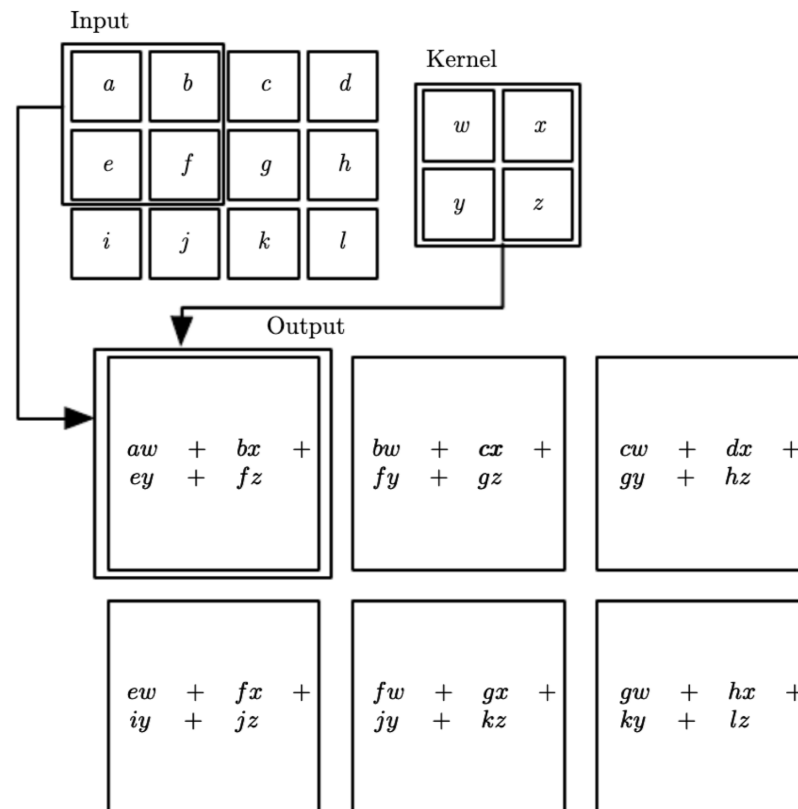 Input
Kernel
a b c d
w x
e f g h
y z
i j k l
Output
aw + bx +
ey + fz
bw + cx +
fy + gz
cw + dx +
gy + hz
ew + fx +
iy + jz
fw + gx +
jy + kz
gw + hx +
ky + lz